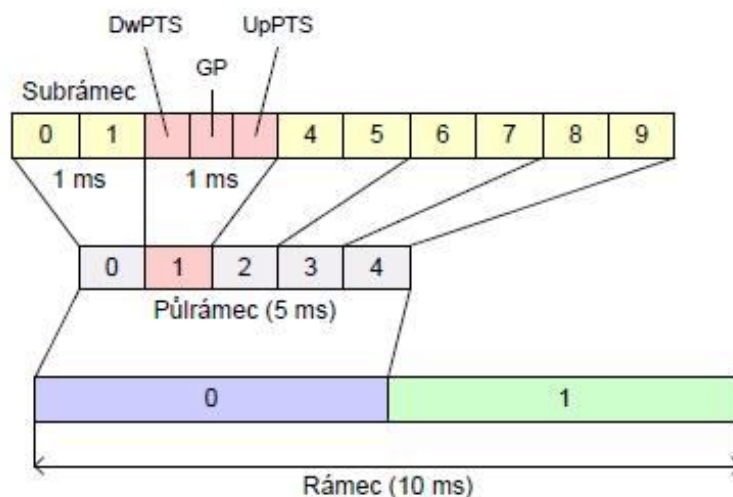 DwPTS UpPTS
GP
Subrámec
0 1 4 5 6 7 8 9
1 ms 1 ms
0 1 2 3 4
Půlrámec (5 ms)
0 1
Rámec (10 ms)